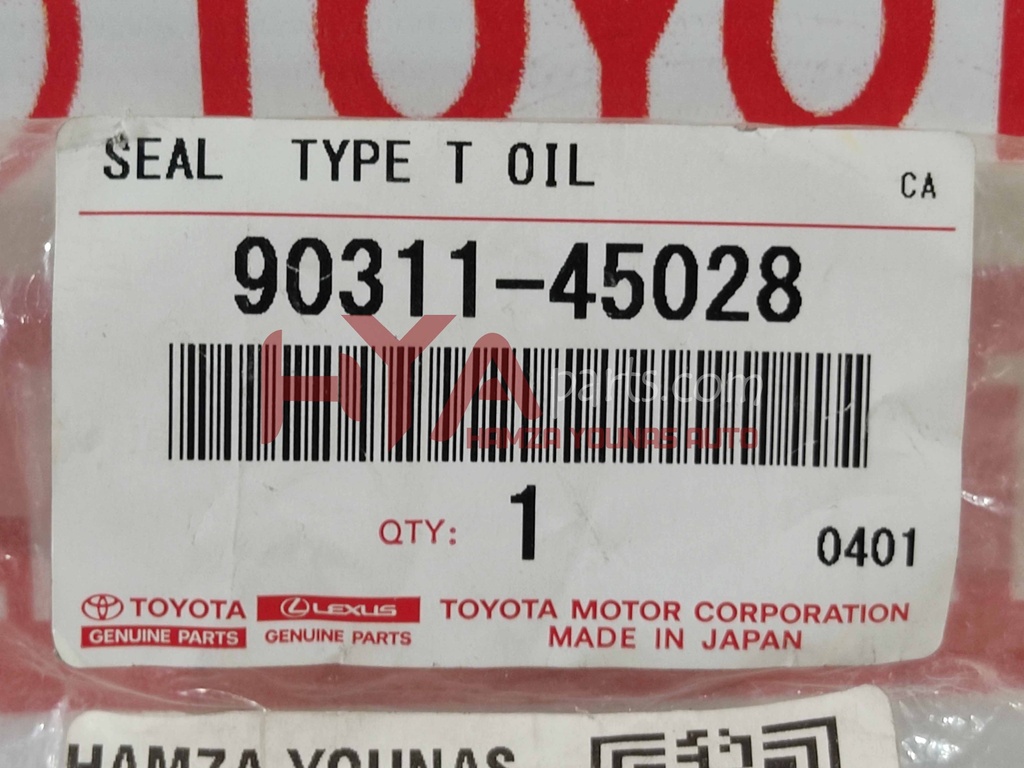 TOYOTA
SEAL TYPE T OIL
CA
90311-45028
HYA parts.com
HAMZA YOUNAS AUTO
QTY: 1
0401
TOYOTA
GENUINE PARTS
LEXUS
GENUINE PARTS
TOYOTA MOTOR CORPORATION
MADE IN JAPAN
HAMZA YOUNAS